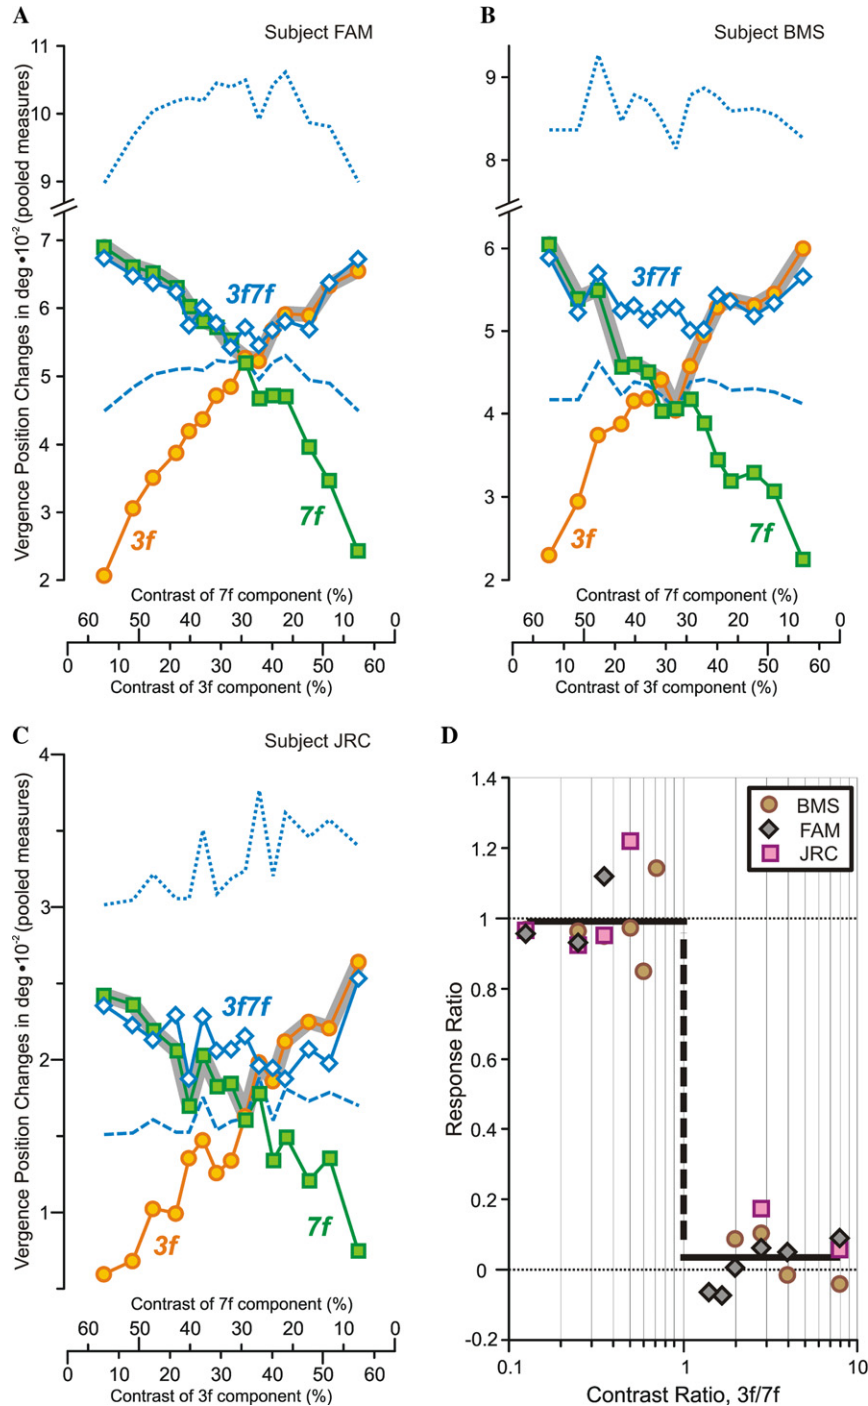 A
Subject FAM
Vergence Position Changes in deg•10⁻² (pooled measures)
11
10
9
7
6
5
4
3
2
3f7f
3f
7f
Contrast of 7f component (%)
60 50 40 30 20 10 0
0 10 20 30 40 50 60
Contrast of 3f component (%)
B
Subject BMS
9
8
6
5
4
3
2
3f7f
3f
7f
Contrast of 7f component (%)
60 50 40 30 20 10 0
0 10 20 30 40 50 60
Contrast of 3f component (%)
C
Subject JRC
Vergence Position Changes in deg•10⁻² (pooled measures)
4
3
2
1
3f7f
3f
7f
Contrast of 7f component (%)
60 50 40 30 20 10 0
0 10 20 30 40 50 60
Contrast of 3f component (%)
D
Response Ratio
1.4
1.2
1
0.8
0.6
0.4
0.2
0
-0.2
BMS
FAM
JRC
0.1 1 10
Contrast Ratio, 3f/7f